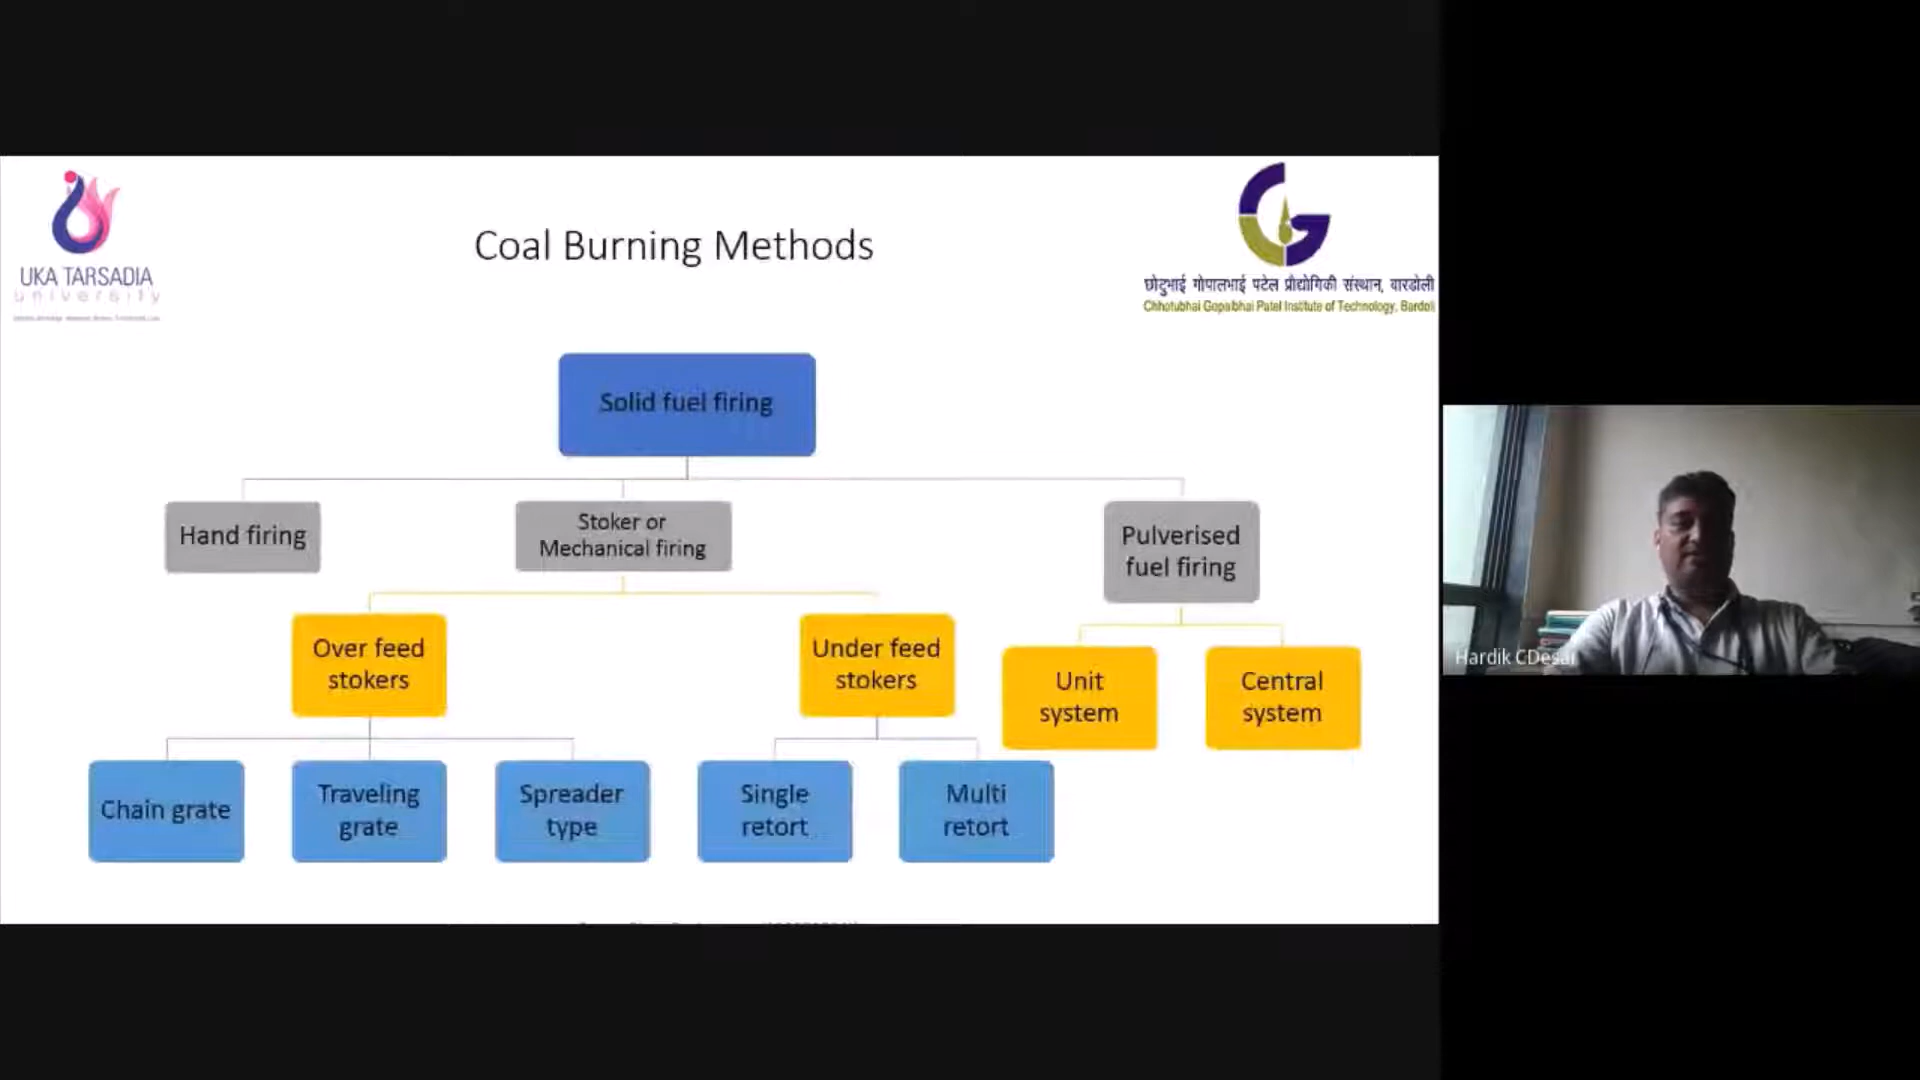 UKA TARSADIA
university
Coal Burning Methods
छोटुभाई गोपालभाई पटेल प्रौद्योगिकी संस्थान, बारडोली
Chhotubhai Gopalbhai Patel Institute of Technology, Bardoli
Solid fuel firing
Hand firing
Stoker or
Mechanical firing
Pulverised
fuel firing
Over feed
stokers
Under feed
stokers
Unit
system
Central
system
Chain grate
Traveling
grate
Spreader
type
Single
retort
Multi
retort
Hardik CDesai